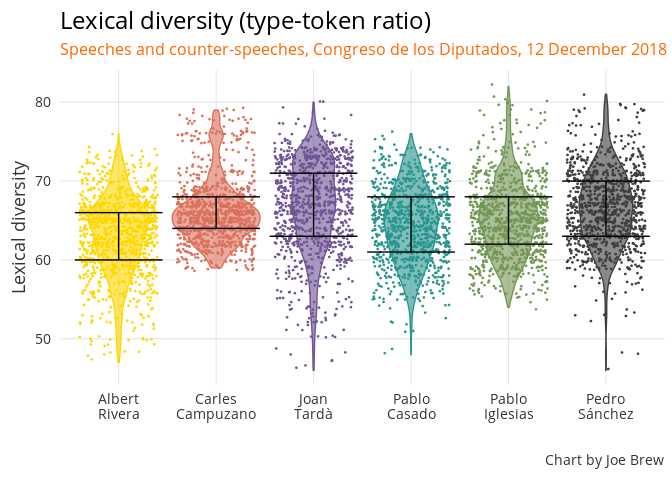 Lexical diversity (type-token ratio)
Speeches and counter-speeches, Congreso de los Diputados, 12 December 2018
Lexical diversity
80
70
60
50
Albert
Rivera
Carles
Campuzano
Joan
Tardà
Pablo
Casado
Pablo
Iglesias
Pedro
Sánchez
Chart by Joe Brew